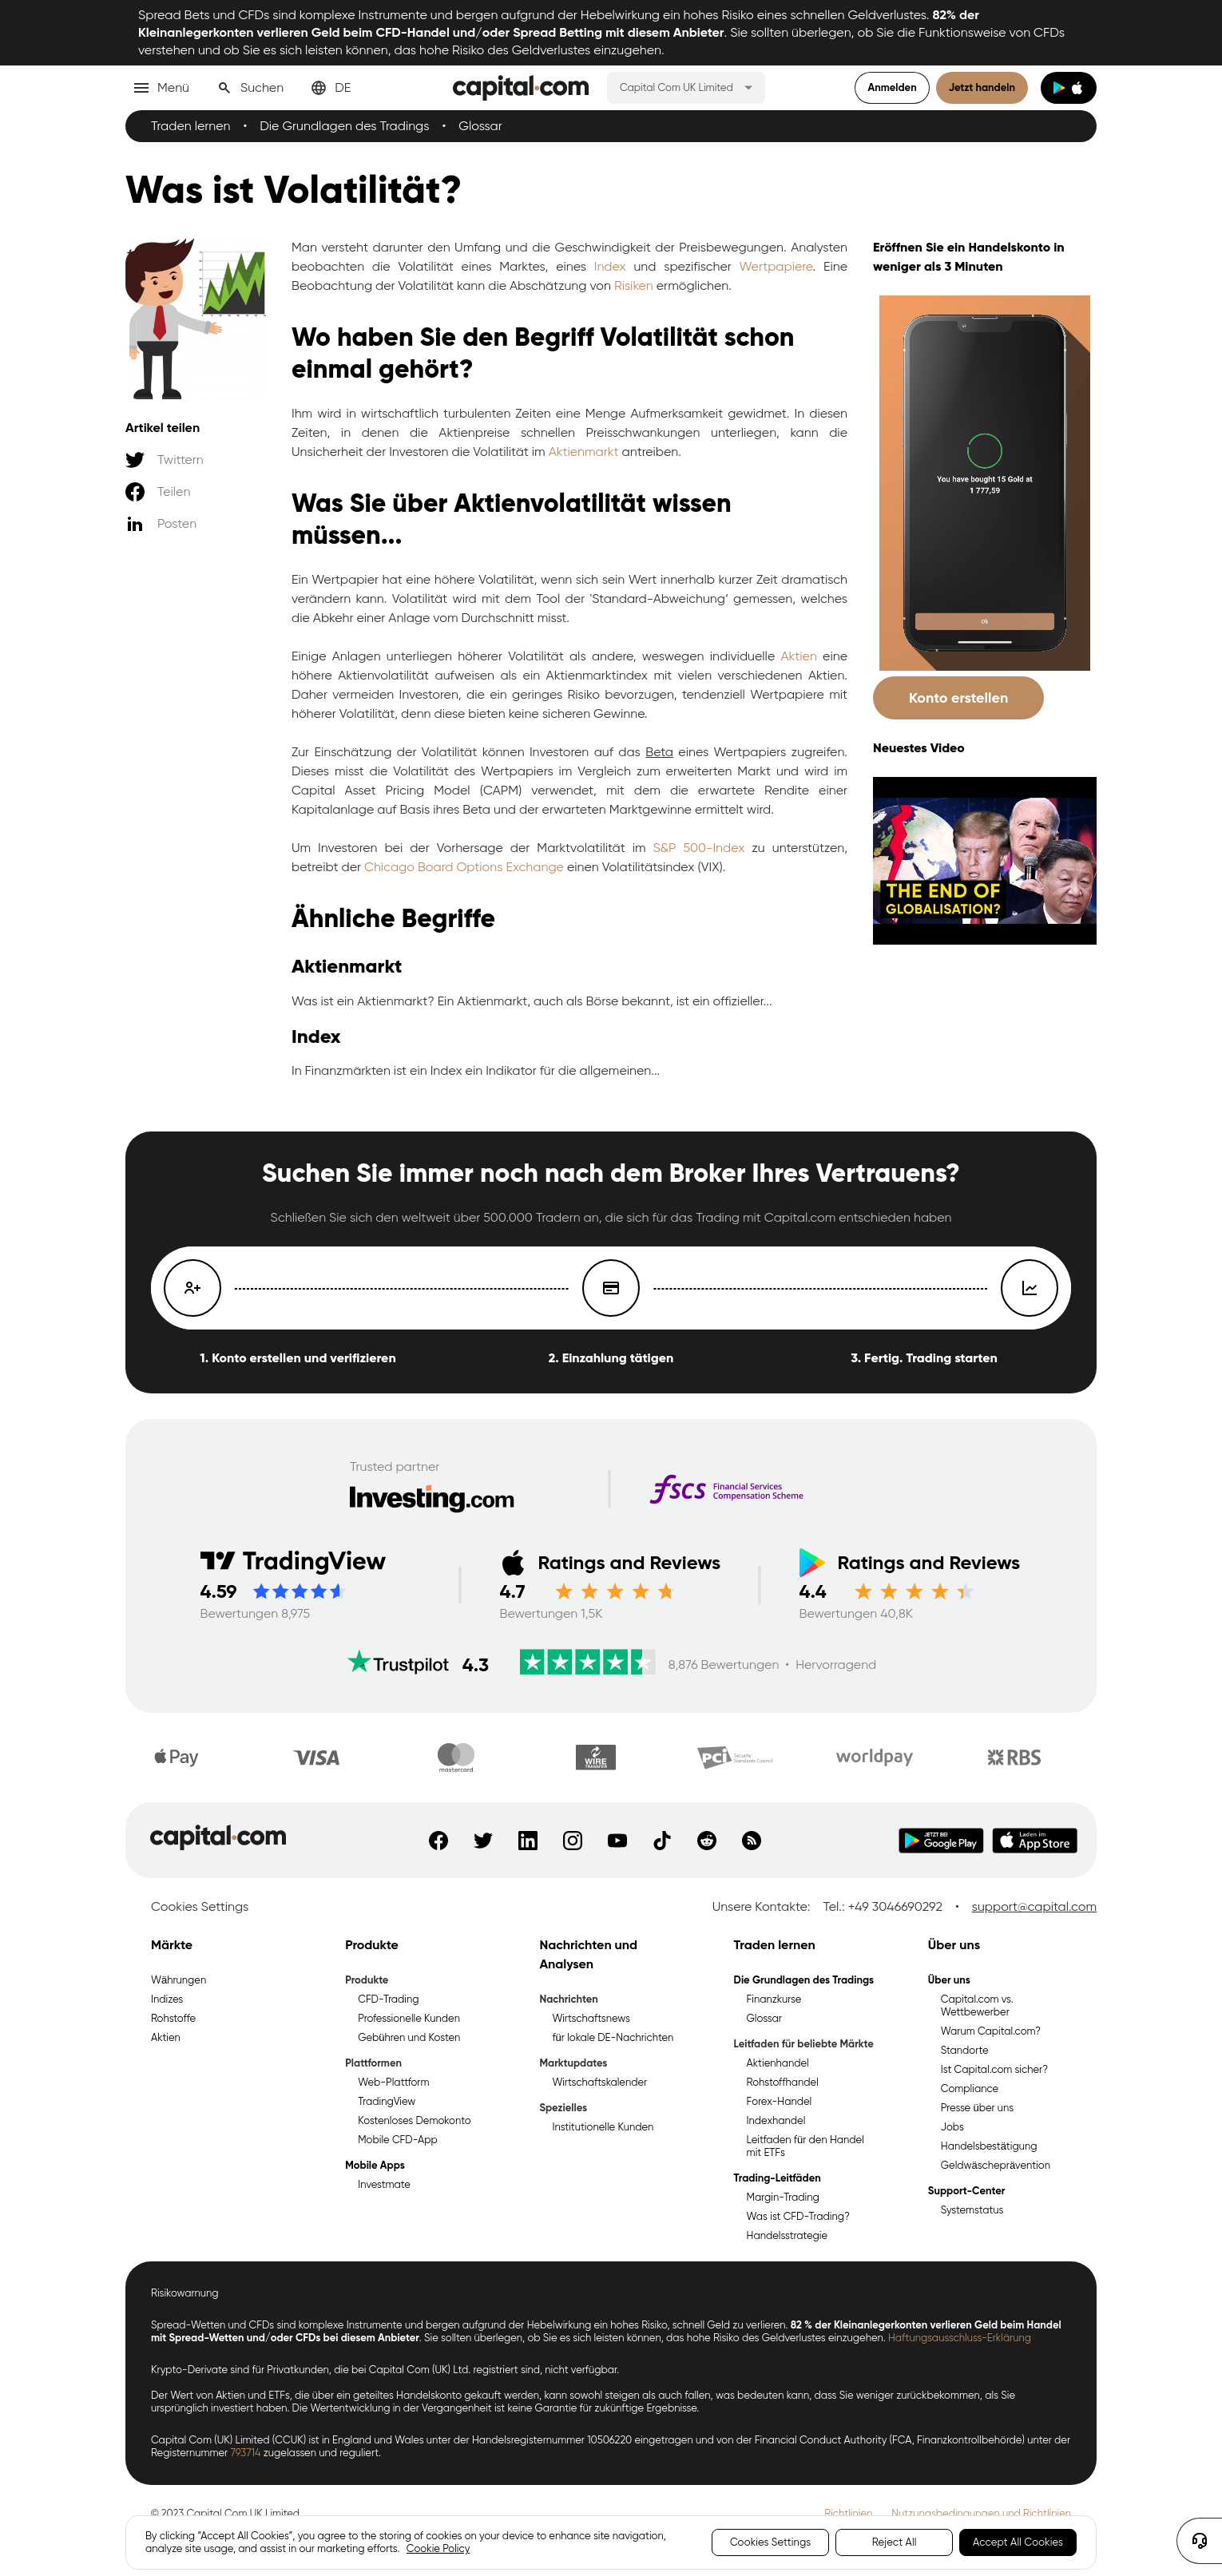 Spread Bets und CFDs sind komplexe Instrumente und bergen aufgrund der Hebelwirkung ein hohes Risiko eines schnellen Geldverlustes. 82% der
Kleinanlegerkonten verlieren Geld beim CFD-Handel und/oder Spread Betting mit diesem Anbieter. Sie sollten überlegen, ob Sie die Funktionsweise von CFDs
verstehen und ob Sie es sich leisten können, das hohe Risiko des Geldverlustes einzugehen.
Menü Suchen DE capital.com Capital Com UK Limited Anmelden Jetzt handeln
Traden lernen • Die Grundlagen des Tradings • Glossar
Was ist Volatilität?
Man versteht darunter den Umfang und die Geschwindigkeit der Preisbewegungen. Analysten
beobachten die Volatilität eines Marktes, eines Index und spezifischer Wertpapiere. Eine
Beobachtung der Volatilität kann die Abschätzung von Risiken ermöglichen.
Wo haben Sie den Begriff Volatilität schon
einmal gehört?
Ihm wird in wirtschaftlich turbulenten Zeiten eine Menge Aufmerksamkeit gewidmet. In diesen
Zeiten, in denen die Aktienpreise schnellen Preisschwankungen unterliegen, kann die
Unsicherheit der Investoren die Volatilität im Aktienmarkt antreiben.
Was Sie über Aktienvolatilität wissen
müssen...
Ein Wertpapier hat eine höhere Volatilität, wenn sich sein Wert innerhalb kurzer Zeit dramatisch
verändern kann. Volatilität wird mit dem Tool der 'Standard-Abweichung' gemessen, welches
die Abkehr einer Anlage vom Durchschnitt misst.
Einige Anlagen unterliegen höherer Volatilität als andere, weswegen individuelle Aktien eine
höhere Aktienvolatilität aufweisen als ein Aktienmarktindex mit vielen verschiedenen Aktien.
Daher vermeiden Investoren, die ein geringes Risiko bevorzugen, tendenziell Wertpapiere mit
höherer Volatilität, denn diese bieten keine sicheren Gewinne.
Zur Einschätzung der Volatilität können Investoren auf das Beta eines Wertpapiers zugreifen.
Dieses misst die Volatilität des Wertpapiers im Vergleich zum erweiterten Markt und wird im
Capital Asset Pricing Model (CAPM) verwendet, mit dem die erwartete Rendite einer
Kapitalanlage auf Basis ihres Beta und der erwarteten Marktgewinne ermittelt wird.
Um Investoren bei der Vorhersage der Marktvolatilität im S&P 500-Index zu unterstützen,
betreibt der Chicago Board Options Exchange einen Volatilitätsindex (VIX).
Ähnliche Begriffe
Aktienmarkt
Was ist ein Aktienmarkt? Ein Aktienmarkt, auch als Börse bekannt, ist ein offizieller...
Index
In Finanzmärkten ist ein Index ein Indikator für die allgemeinen...
Artikel teilen
Twittern
Teilen
Posten
Eröffnen Sie ein Handelskonto in
weniger als 3 Minuten
You have bought 15 Gold at
1 777,59
Ok
Konto erstellen
Neuestes Video
THE END OF
GLOBALISATION?
Suchen Sie immer noch nach dem Broker Ihres Vertrauens?
Schließen Sie sich den weltweit über 500.000 Tradern an, die sich für das Trading mit Capital.com entschieden haben
1. Konto erstellen und verifizieren
2. Einzahlung tätigen
3. Fertig. Trading starten
Trusted partner
Investing.com
fscs Financial Services
Compensation Scheme
TradingView
4.59
Bewertungen 8,975
Ratings and Reviews
4.7
Bewertungen 1,5K
Ratings and Reviews
4.4
Bewertungen 40,8K
Trustpilot 4.3 8,876 Bewertungen • Hervorragend
Pay
VISA
mastercard
WIRE
TRANSFER
PCI Security
Standards Council
worldpay
RBS
capital.com
JETZT BEI
Google Play
Laden im
App Store
Cookies Settings
Unsere Kontakte: Tel.: +49 3046690292 • support@capital.com
Märkte
Währungen
Indizes
Rohstoffe
Aktien
Produkte
Produkte
CFD-Trading
Professionelle Kunden
Gebühren und Kosten
Plattformen
Web-Plattform
TradingView
Kostenloses Demokonto
Mobile CFD-App
Mobile Apps
Investmate
Nachrichten und
Analysen
Nachrichten
Wirtschaftsnews
für lokale DE-Nachrichten
Marktupdates
Wirtschaftskalender
Spezielles
Institutionelle Kunden
Traden lernen
Die Grundlagen des Tradings
Finanzkurse
Glossar
Leitfaden für beliebte Märkte
Aktienhandel
Rohstoffhandel
Forex-Handel
Indexhandel
Leitfaden für den Handel
mit ETFs
Trading-Leitfäden
Margin-Trading
Was ist CFD-Trading?
Handelsstrategie
Über uns
Über uns
Capital.com vs.
Wettbewerber
Warum Capital.com?
Standorte
Ist Capital.com sicher?
Compliance
Presse über uns
Jobs
Handelsbestätigung
Geldwäscheprävention
Support-Center
Systemstatus
Risikowarnung
Spread-Wetten und CFDs sind komplexe Instrumente und bergen aufgrund der Hebelwirkung ein hohes Risiko, schnell Geld zu verlieren. 82 % der Kleinanlegerkonten verlieren Geld beim Handel
mit Spread-Wetten und/oder CFDs bei diesem Anbieter. Sie sollten überlegen, ob Sie es sich leisten können, das hohe Risiko des Geldverlustes einzugehen. Haftungsausschluss-Erklärung
Krypto-Derivate sind für Privatkunden, die bei Capital Com (UK) Ltd. registriert sind, nicht verfügbar.
Der Wert von Aktien und ETFs, die über ein geteiltes Handelskonto gekauft werden, kann sowohl steigen als auch fallen, was bedeuten kann, dass Sie weniger zurückbekommen, als Sie
ursprünglich investiert haben. Die Wertentwicklung in der Vergangenheit ist keine Garantie für zukünftige Ergebnisse.
Capital Com (UK) Limited (CCUK) ist in England und Wales unter der Handelsregisternummer 10506220 eingetragen und von der Financial Conduct Authority (FCA, Finanzkontrollbehörde) unter der
Registernummer 793714 zugelassen und reguliert.
© 2023 Capital Com UK Limited Richtlinien Nutzungsbedingungen und Richtlinien
By clicking “Accept All Cookies”, you agree to the storing of cookies on your device to enhance site navigation,
analyze site usage, and assist in our marketing efforts. Cookie Policy
Cookies Settings
Reject All
Accept All Cookies